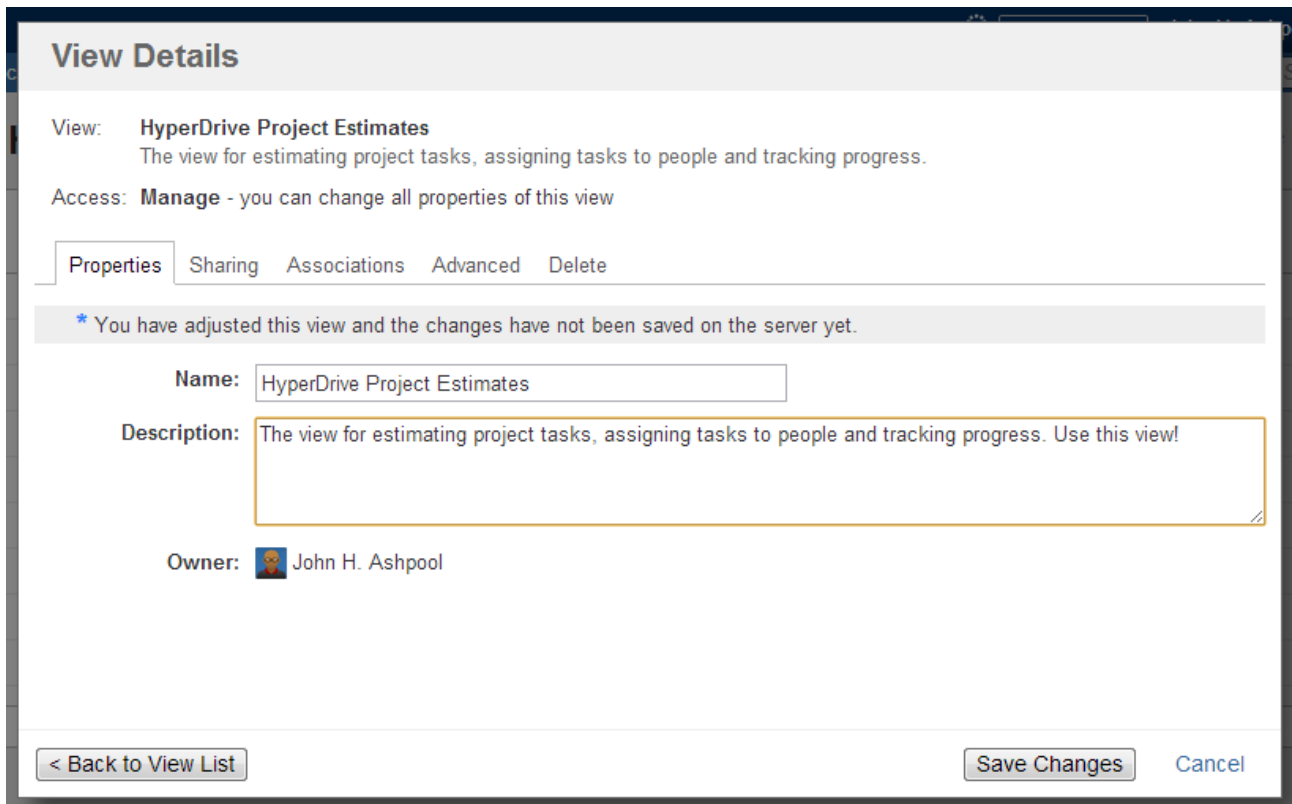 View Details
View: HyperDrive Project Estimates
The view for estimating project tasks, assigning tasks to people and tracking progress.
Access: Manage - you can change all properties of this view
Properties Sharing Associations Advanced Delete
* You have adjusted this view and the changes have not been saved on the server yet.
Name: HyperDrive Project Estimates
Description: The view for estimating project tasks, assigning tasks to people and tracking progress. Use this view!
Owner: John H. Ashpool
< Back to View List Save Changes Cancel